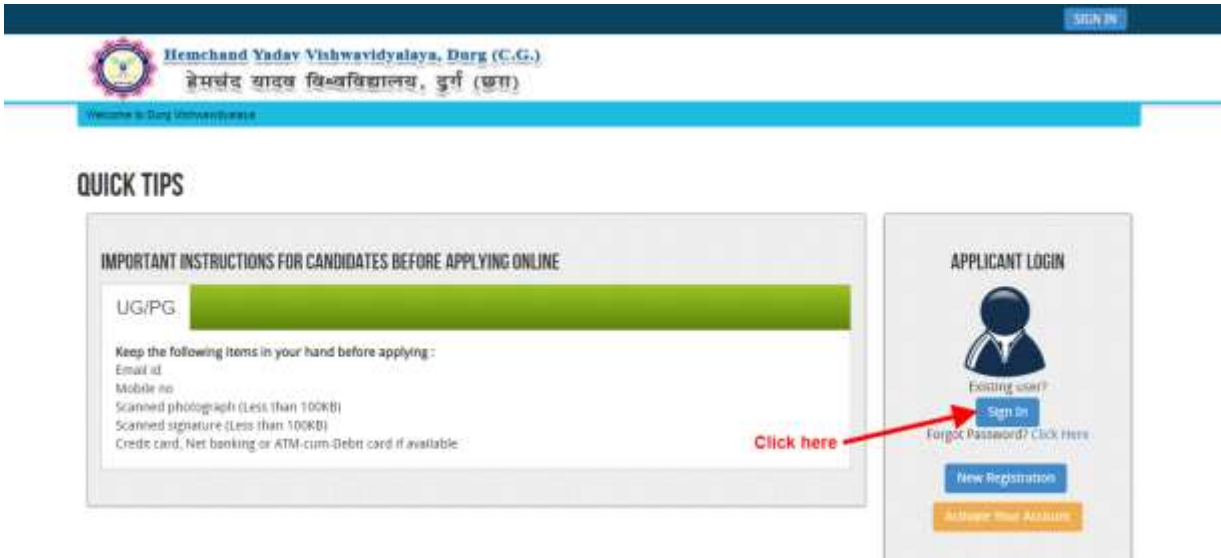 SIGN IN
Hemchand Yadav Vishwavidyalaya, Durg (C.G.)
हेमचंद यादव विश्वविद्यालय, दुर्ग (छग)
Welcome to Durg Vishwavidyalaya
QUICK TIPS
IMPORTANT INSTRUCTIONS FOR CANDIDATES BEFORE APPLYING ONLINE
UG/PG
Keep the following items in your hand before applying :
Email id
Mobile no
Scanned photograph (Less than 100KB)
Scanned signature (Less than 100KB)
Credit card, Net banking or ATM-cum-Debit card if available
Click here
APPLICANT LOGIN
Existing user?
Sign In
Forgot Password? Click Here
New Registration
Activate Your Account